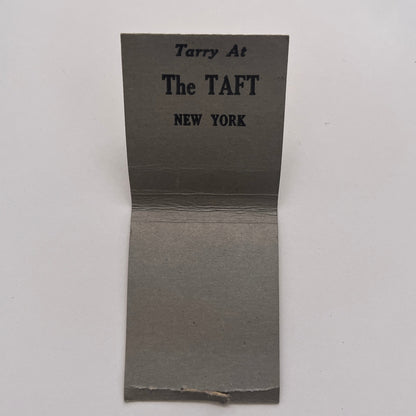 Tarry At
The TAFT
NEW YORK